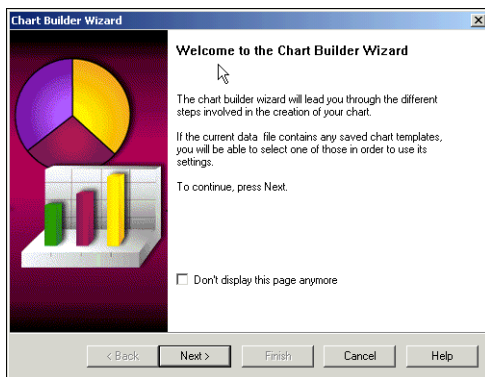 Chart Builder Wizard
Welcome to the Chart Builder Wizard
The chart builder wizard will lead you through the different
steps involved in the creation of your chart.
If the current data file contains any saved chart templates,
you will be able to select one of those in order to use its
settings.
To continue, press Next.
Don't display this page anymore
< Back
Next >
Finish
Cancel
Help